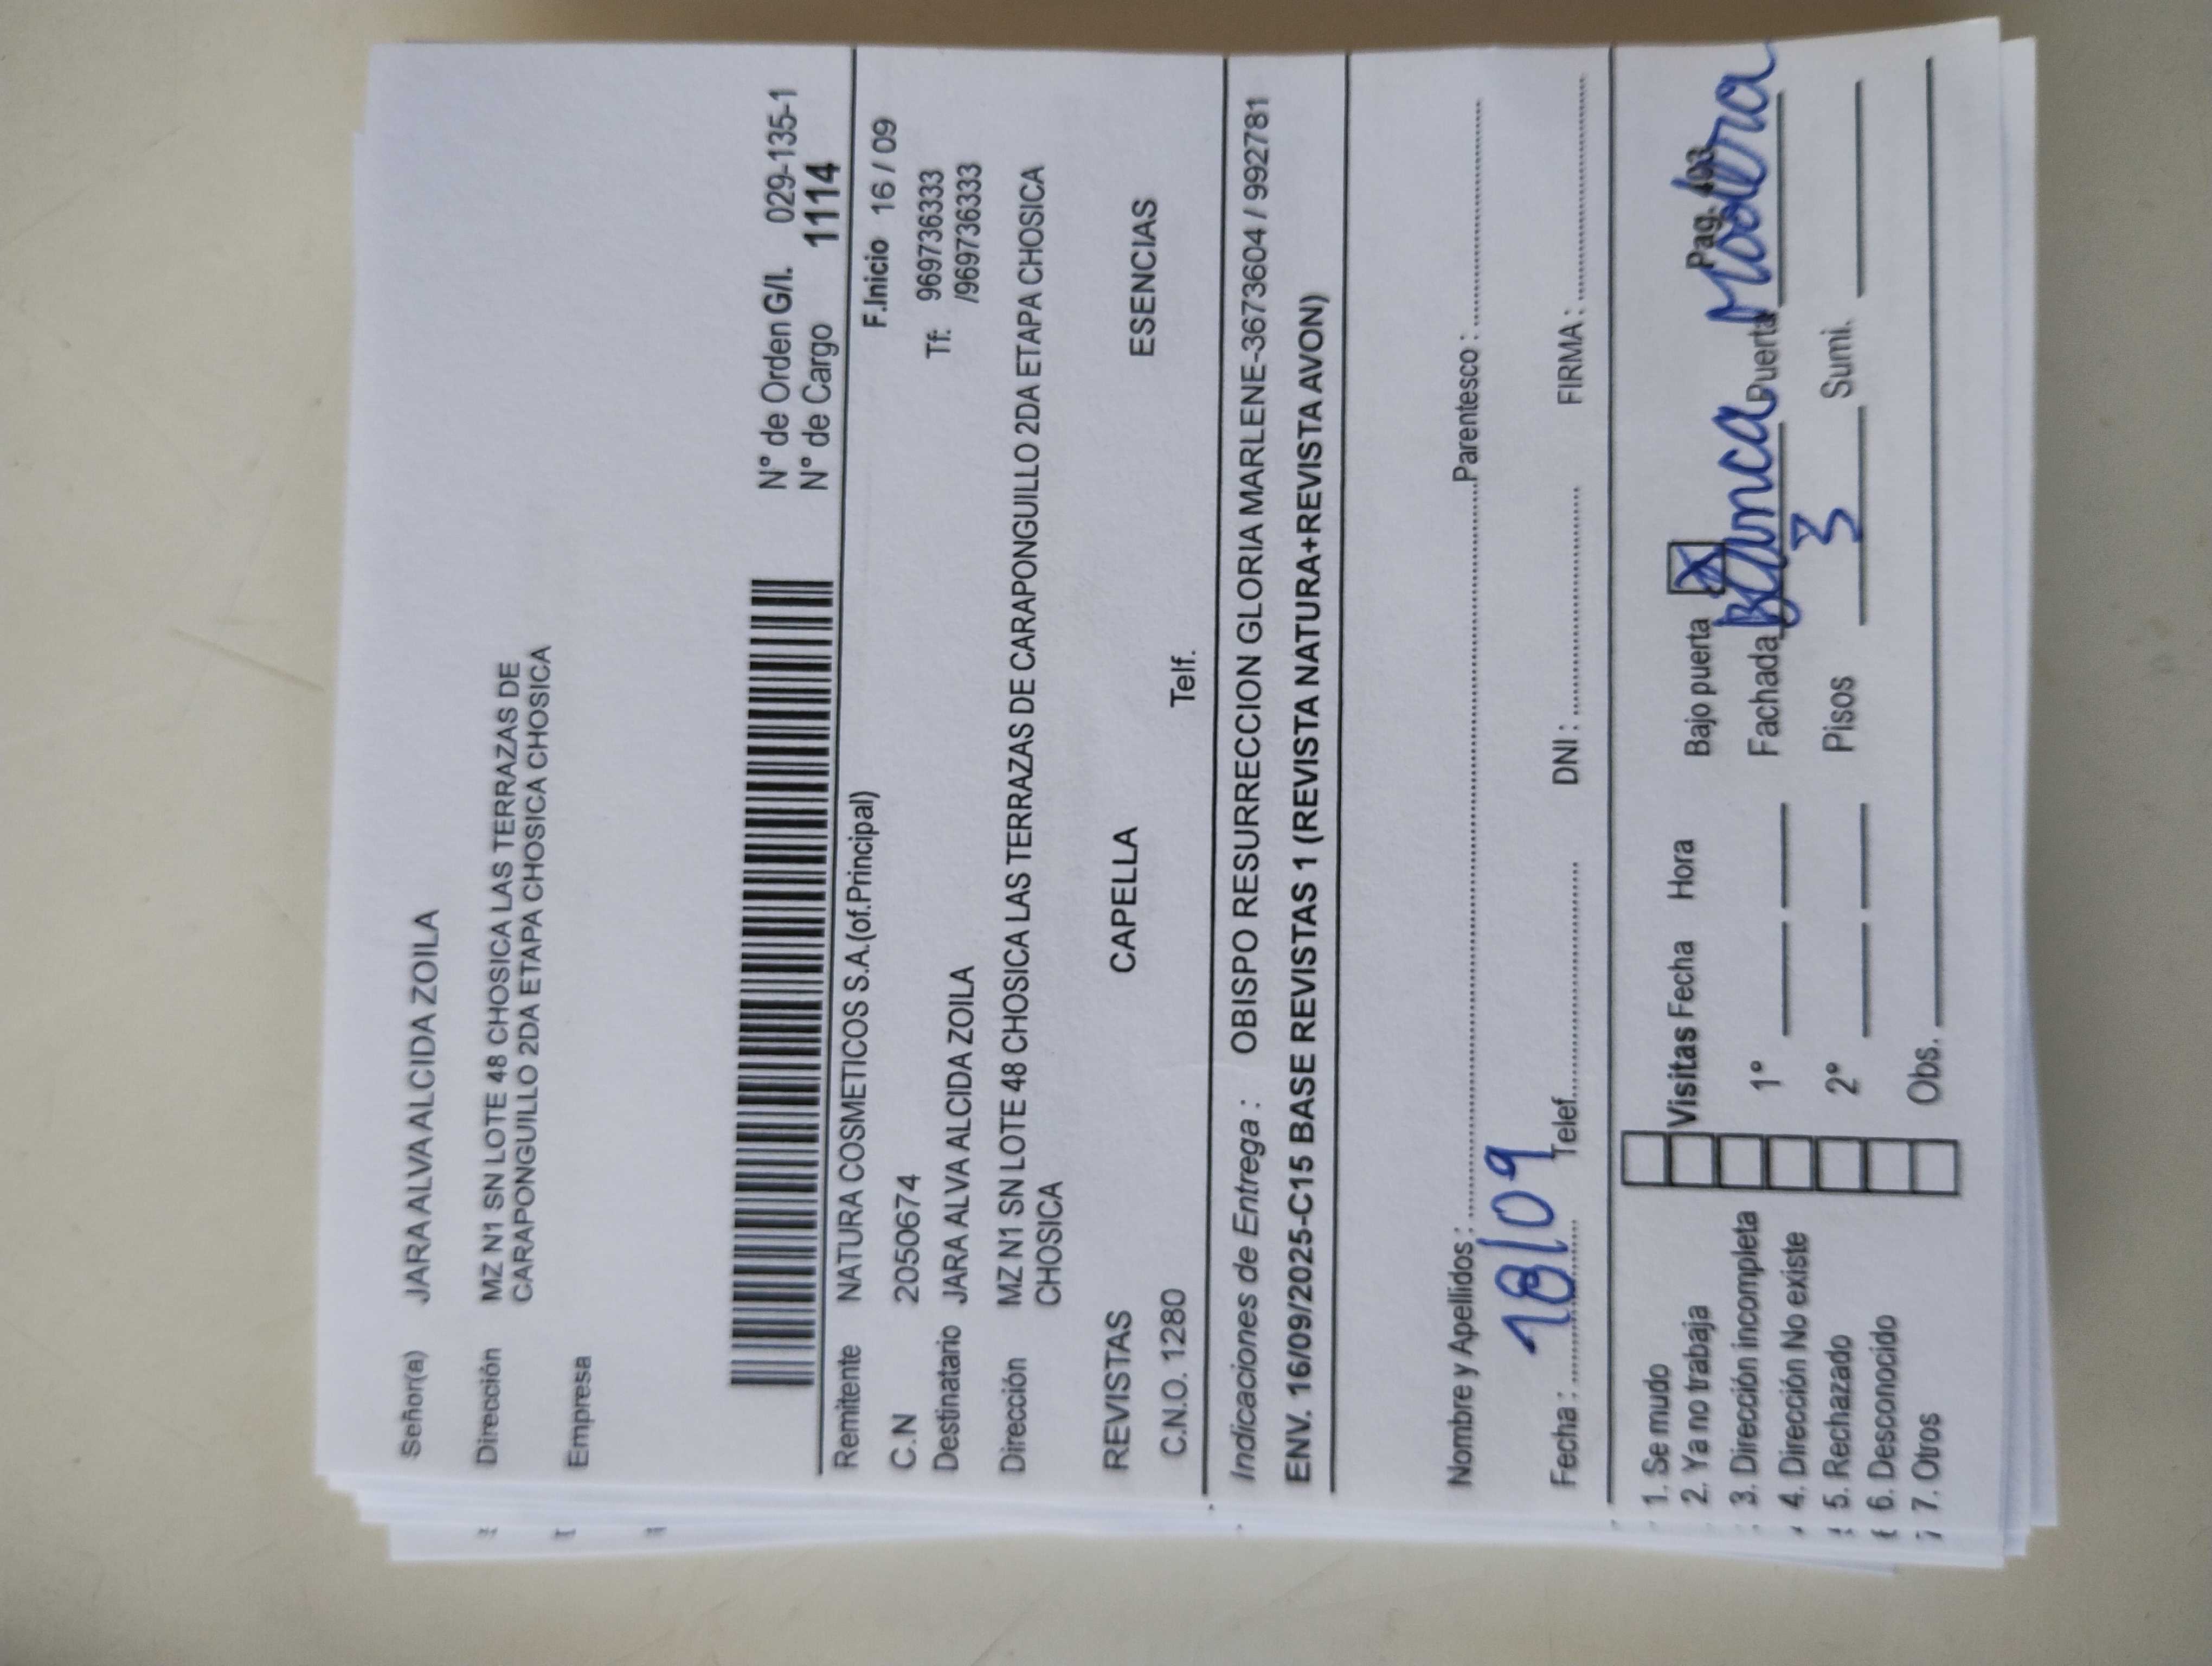 Señor(a) JARA ALVA ALCIDA ZOILA
Dirección MZ N1 SN LOTE 48 CHOSICA LAS TERRAZAS DE
CARAPONGUILLO 2DA ETAPA CHOSICA CHOSICA
Empresa
N° de Orden G/I. 029-135-1
N° de Cargo 1114
Remitente NATURA COSMETICOS S.A.(of.Principal) F.Inicio 16 / 09
C.N 2050674 Tf: 969736333
Destinatario JARA ALVA ALCIDA ZOILA /969736333
Dirección MZ N1 SN LOTE 48 CHOSICA LAS TERRAZAS DE CARAPONGUILLO 2DA ETAPA CHOSICA
CHOSICA
REVISTAS CAPELLA ESENCIAS
C.N.O. 1280 Telf.
Indicaciones de Entrega : OBISPO RESURRECCION GLORIA MARLENE-3673604 / 992781
ENV. 16/09/2025-C15 BASE REVISTAS 1 (REVISTA NATURA+REVISTA AVON)
Nombre y Apellidos : Parentesco :
Fecha : 18/09 Telef. DNI : FIRMA :
1. Se mudo
2. Ya no trabaja Visitas Fecha Hora Bajo puerta X Pag.
3. Dirección incompleta 1° Fachada Blanca Puerta Madera
4. Dirección No existe
5. Rechazado 2° Pisos 3 Sumi.
6. Desconocido
7. Otros Obs.